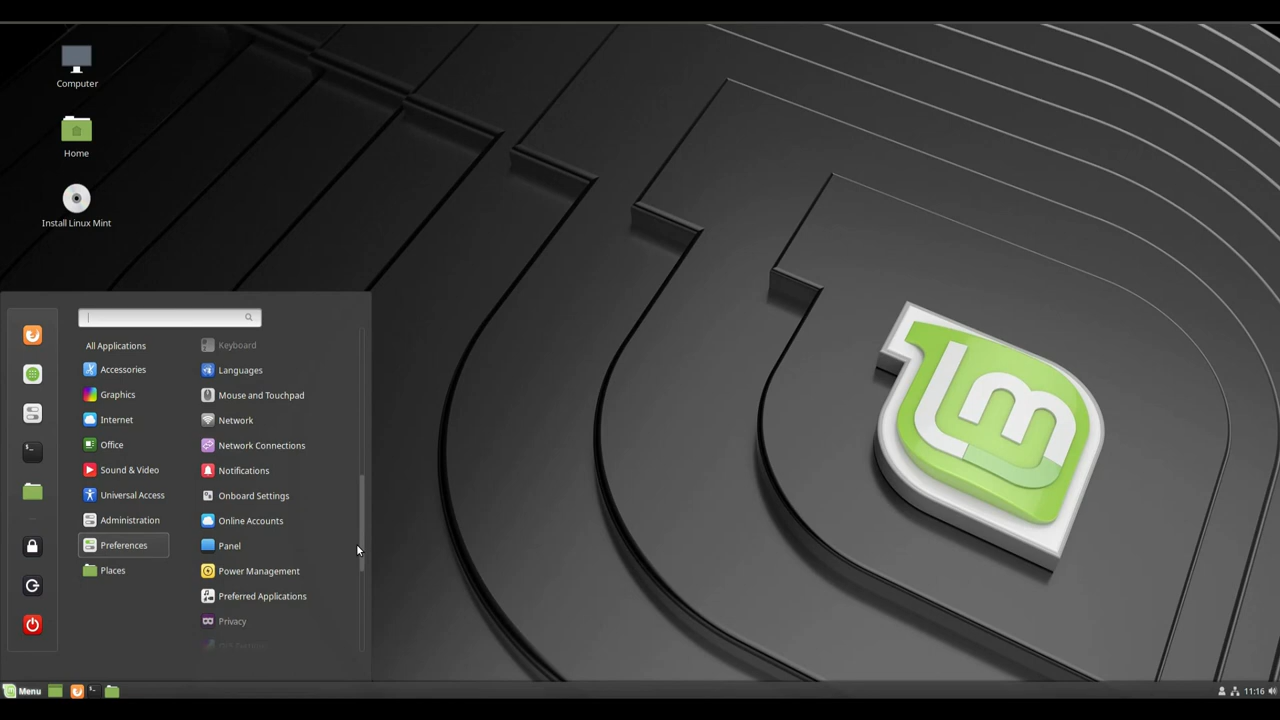 Computer
Home
Install Linux Mint
All Applications
Accessories
Graphics
Internet
Office
Sound & Video
Universal Access
Administration
Preferences
Places
Keyboard
Languages
Mouse and Touchpad
Network
Network Connections
Notifications
Onboard Settings
Online Accounts
Panel
Power Management
Preferred Applications
Privacy
lm
Menu
11:16